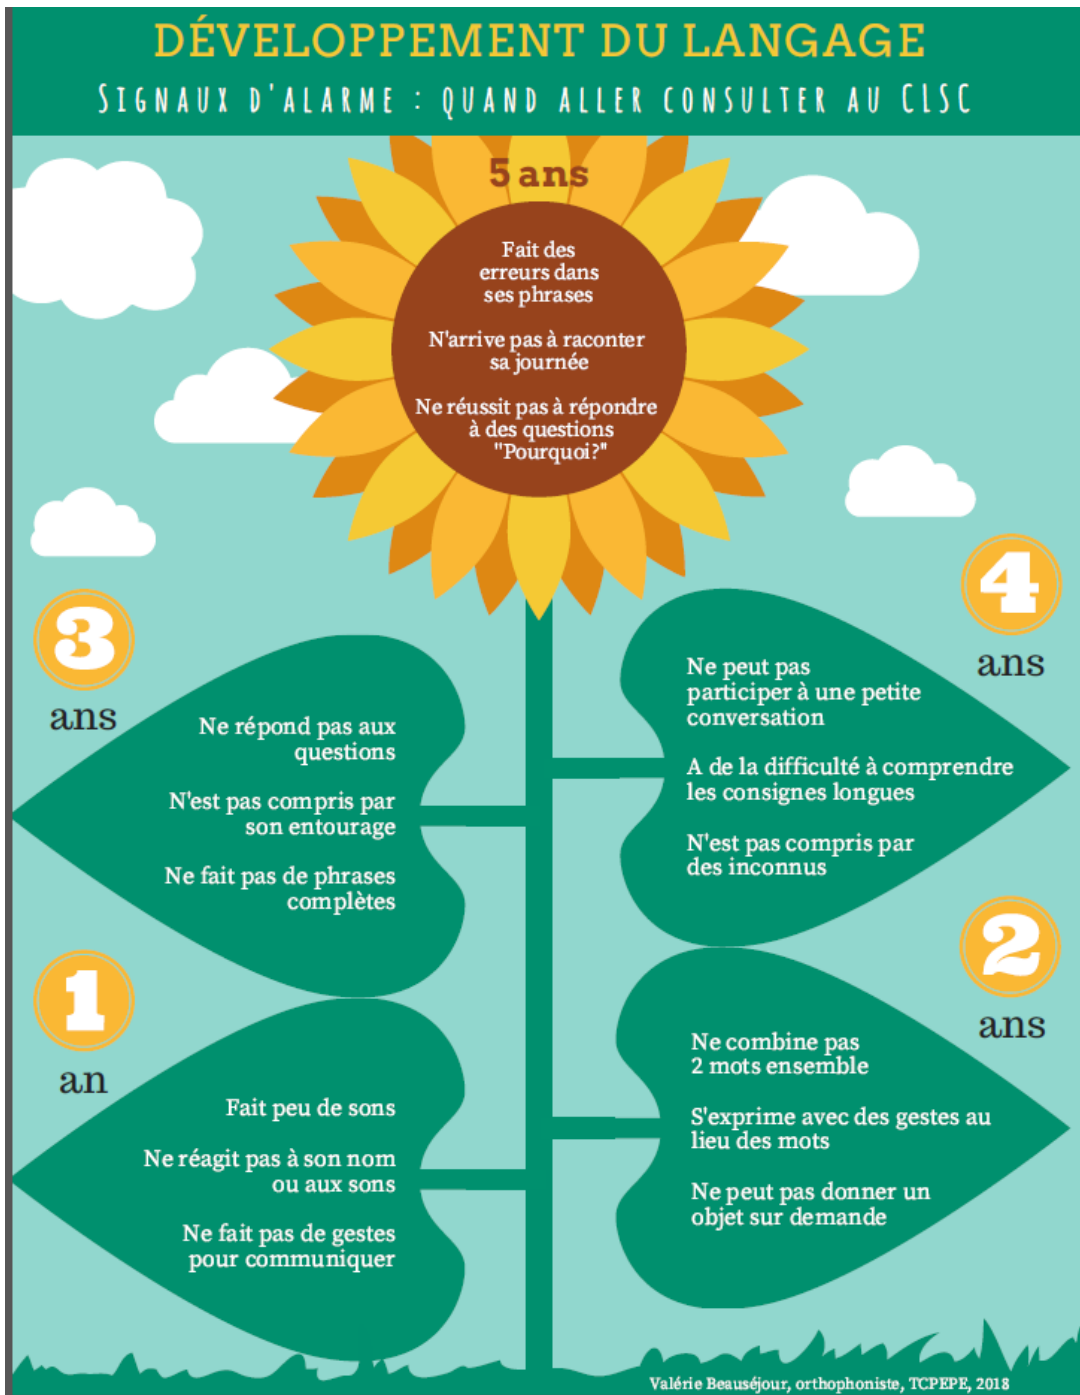 DÉVELOPPEMENT DU LANGAGE
SIGNAUX D'ALARME : QUAND ALLER CONSULTER AU CLSC
5 ans
Fait des
erreurs dans
ses phrases
N'arrive pas à raconter
sa journée
Ne réussit pas à répondre
à des questions
"Pourquoi?"
4
ans
Ne peut pas
participer à une petite
conversation
A de la difficulté à comprendre
les consignes longues
N'est pas compris par
des inconnus
3
ans
Ne répond pas aux
questions
N'est pas compris par
son entourage
Ne fait pas de phrases
complètes
2
ans
Ne combine pas
2 mots ensemble
S'exprime avec des gestes au
lieu des mots
Ne peut pas donner un
objet sur demande
1
an
Fait peu de sons
Ne réagit pas à son nom
ou aux sons
Ne fait pas de gestes
pour communiquer
Valérie Beauséjour, orthophoniste, TCPEPE, 2018